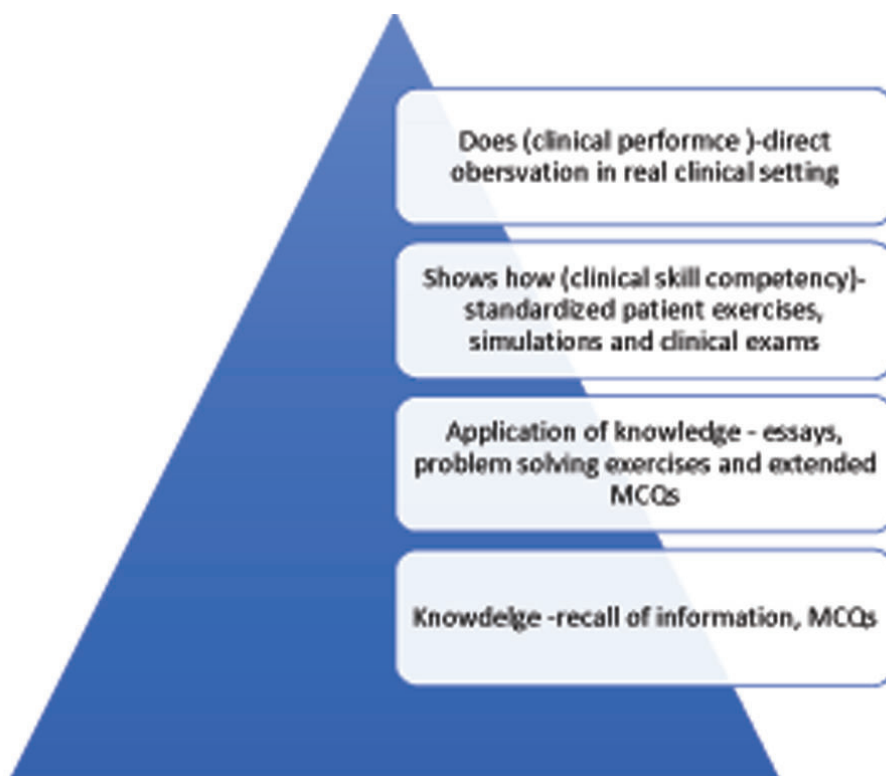 Does (clinical performce )-direct
obersvation in real clinical setting
Shows how (clinical skill competency)-
standardized patient exercises,
simulations and clinical exams
Application of knowledge - essays,
problem solving exercises and extended
MCQs
Knowdelge -recall of information, MCQs